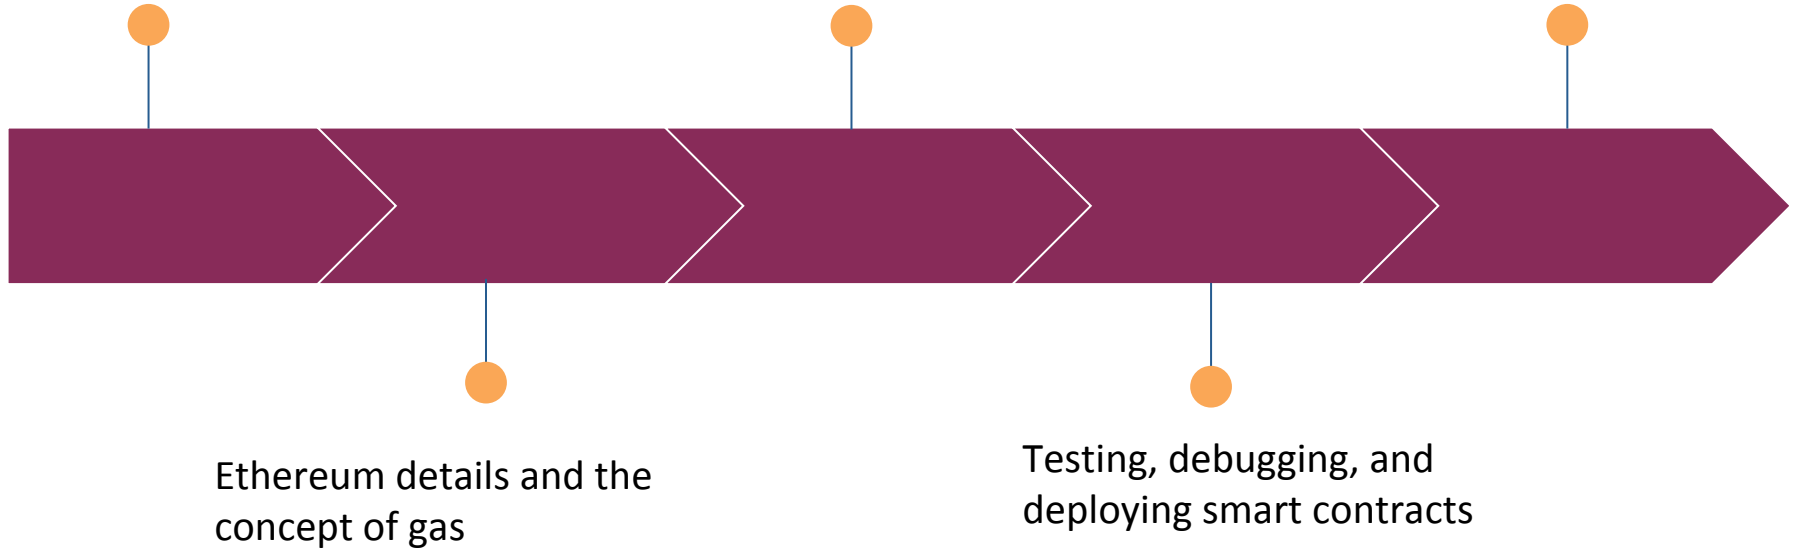 Ethereum details and the
concept of gas
Testing, debugging, and
deploying smart contracts